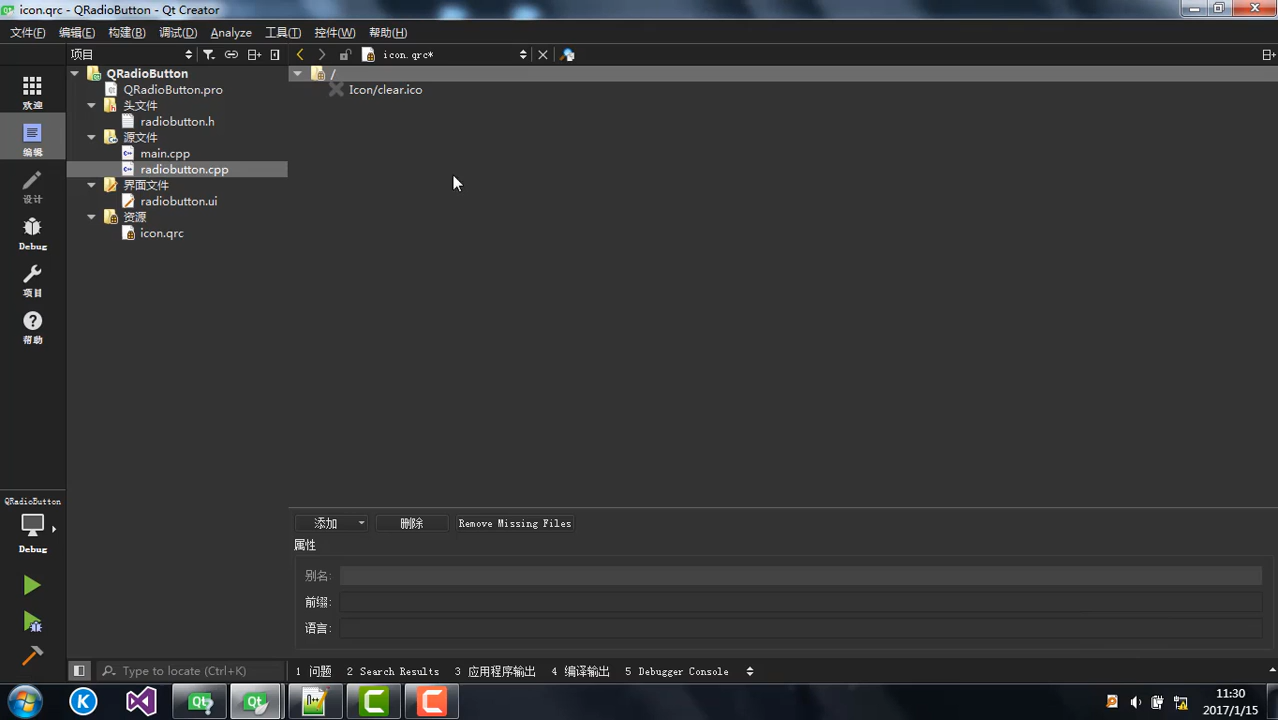 icon.qrc - QRadioButton - Qt Creator
文件(F) 编辑(E) 构建(B) 调试(D) Analyze 工具(T) 控件(W) 帮助(H)
项目
icon.qrc*
欢迎
编辑
设计
Debug
项目
帮助
QRadioButton
QRadioButton.pro
头文件
radiobutton.h
源文件
main.cpp
radiobutton.cpp
界面文件
radiobutton.ui
资源
icon.qrc
/
Icon/clear.ico
添加 删除 Remove Missing Files
属性
别名:
前缀:
语言:
QRadioButton
Debug
Type to locate (Ctrl+K)
1 问题 2 Search Results 3 应用程序输出 4 编译输出 5 Debugger Console
11:30
2017/1/15